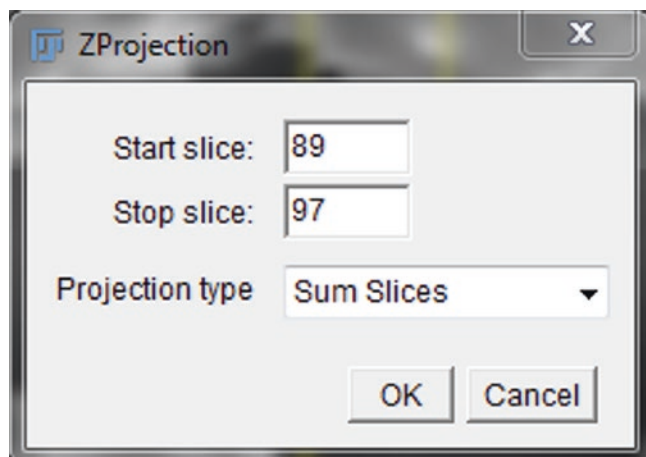 ZProjection
Start slice: 89
Stop slice: 97
Projection type Sum Slices
OK Cancel